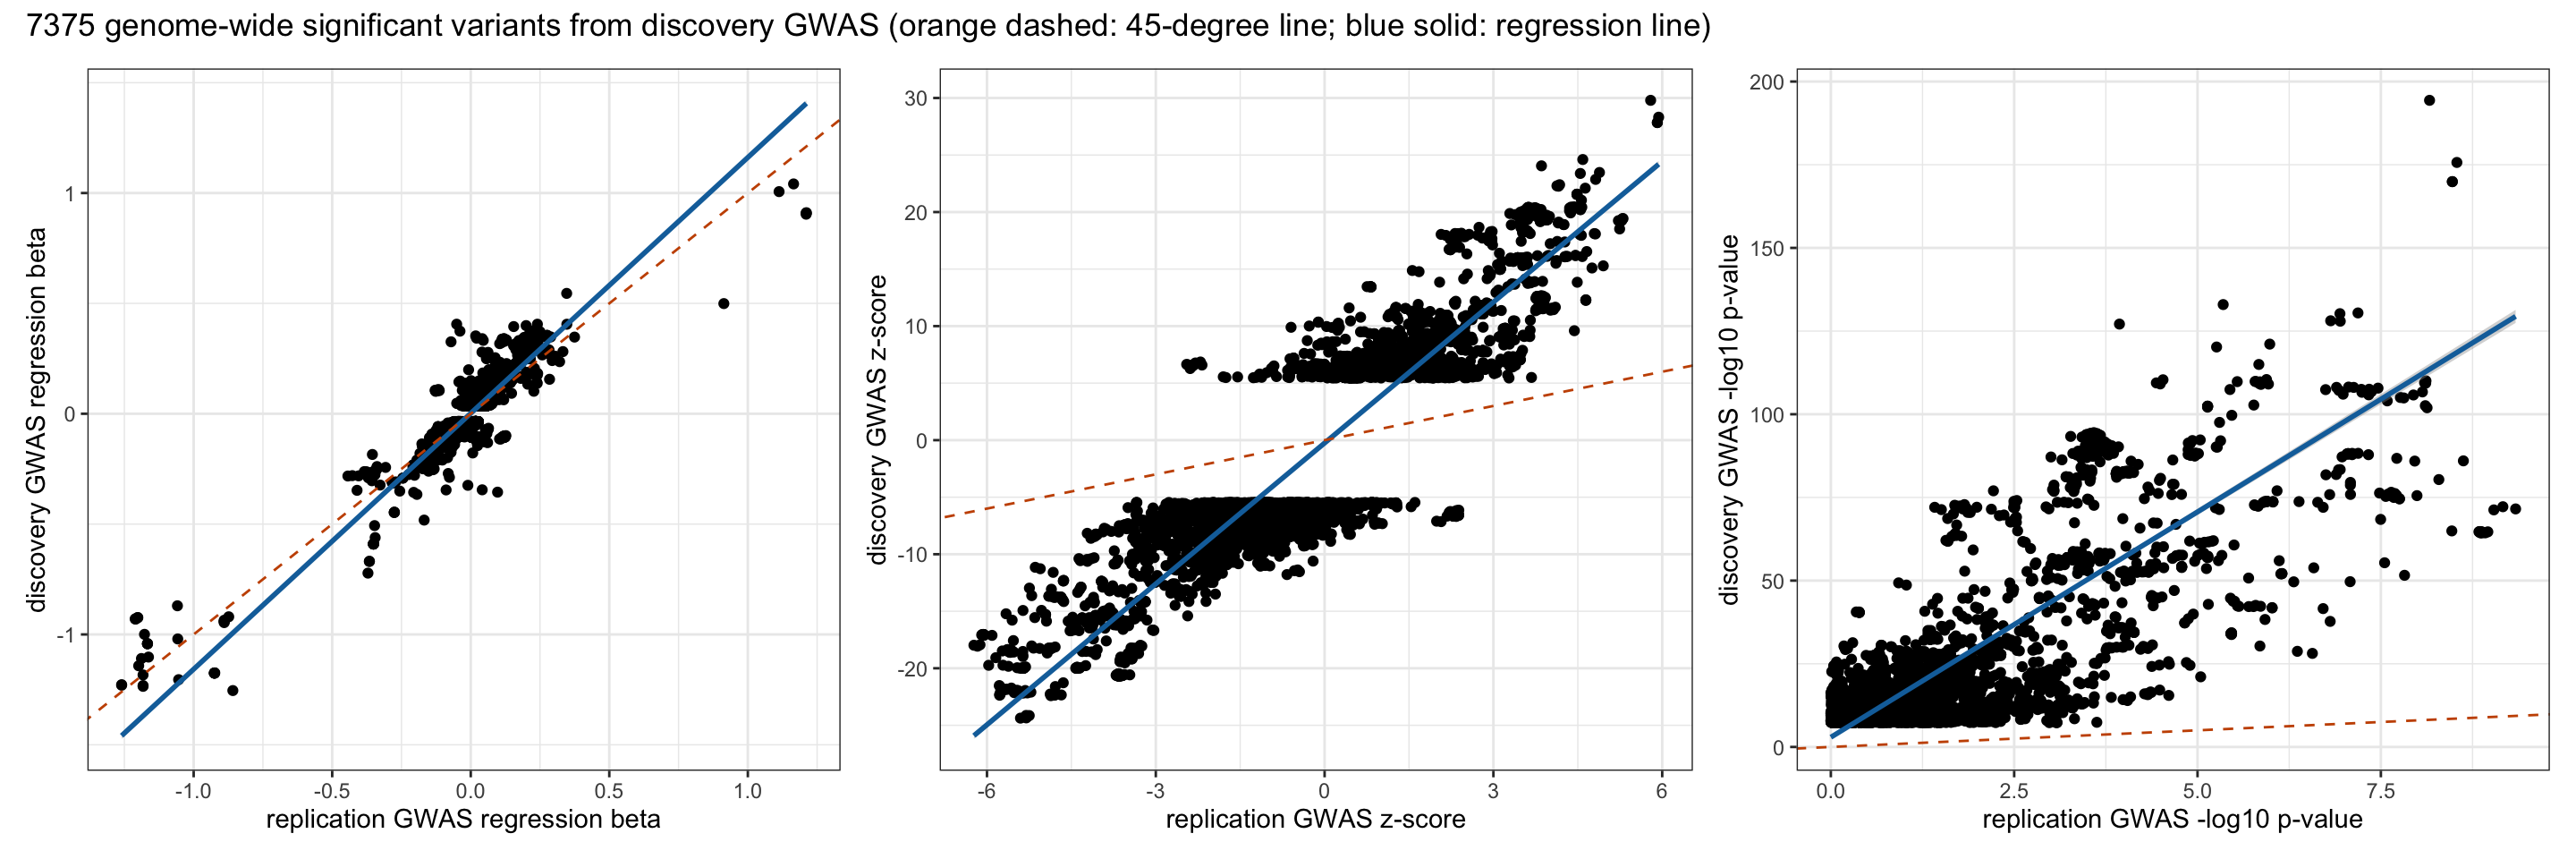 7375 genome-wide significant variants from discovery GWAS (orange dashed: 45-degree line; blue solid: regression line)
discovery GWAS regression beta
1
0
-1
-1.0 -0.5 0.0 0.5 1.0
replication GWAS regression beta
discovery GWAS z-score
30
20
10
0
-10
-20
-6 -3 0 3 6
replication GWAS z-score
discovery GWAS -log10 p-value
200
150
100
50
0
0.0 2.5 5.0 7.5
replication GWAS -log10 p-value